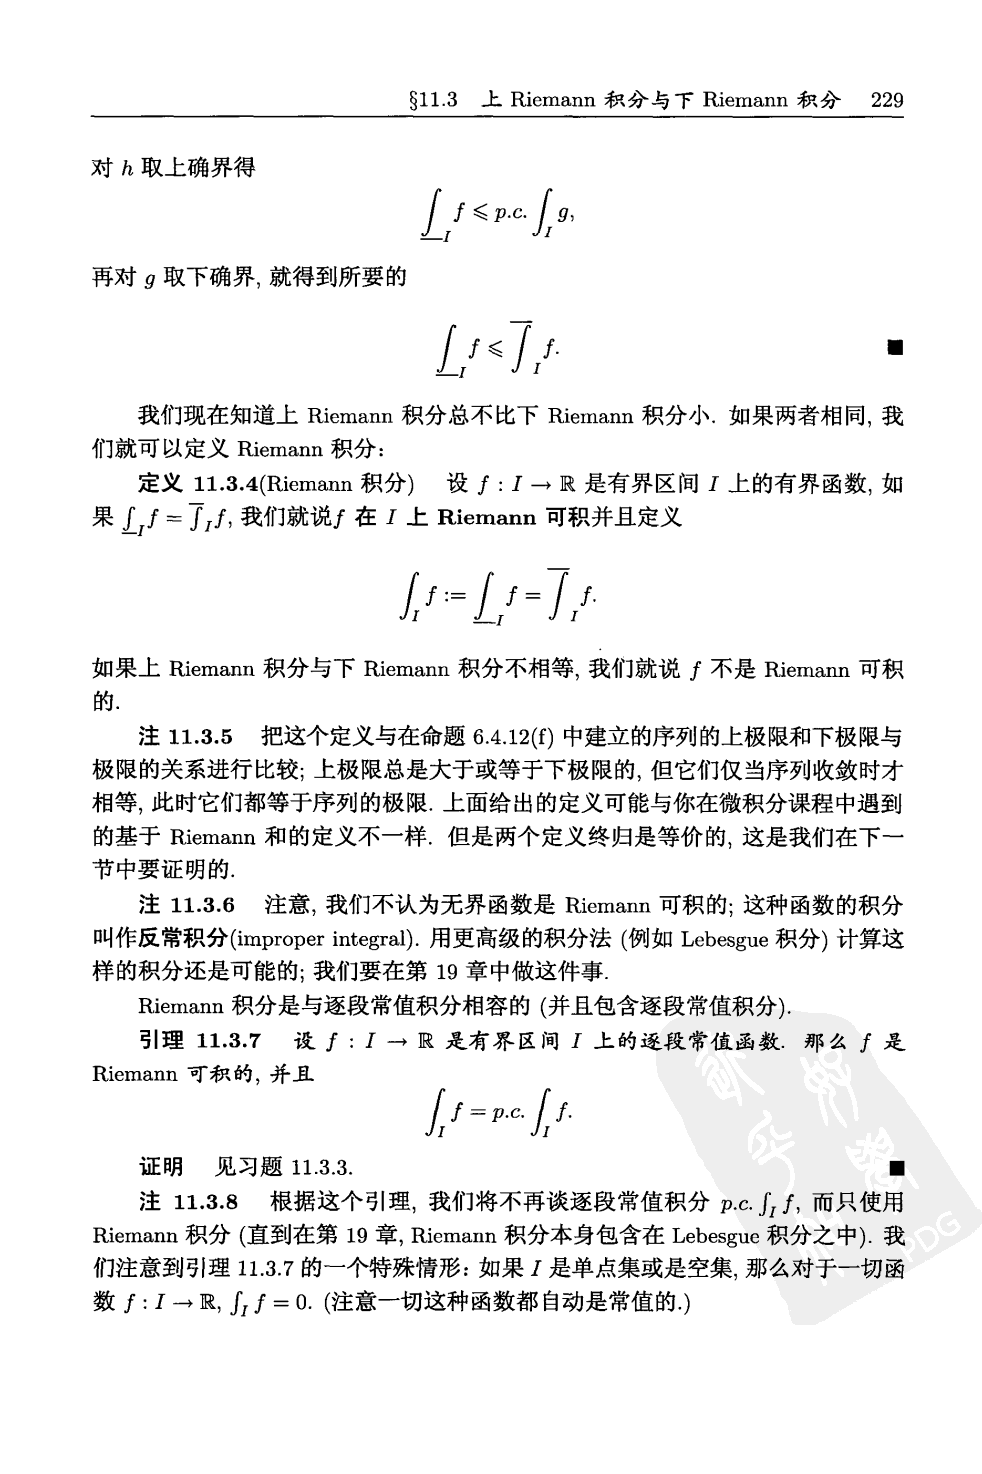 §11.3 上 Riemann 积分与下 Riemann 积分 229
对 h 取上确界得
$\underline{\int}_I f \leqslant p.c. \int_I g,$
再对 g 取下确界, 就得到所要的
$\underline{\int}_I f \leqslant \overline{\int}_I f.$ ■
我们现在知道上 Riemann 积分总不比下 Riemann 积分小. 如果两者相同, 我
们就可以定义 Riemann 积分:
定义 11.3.4(Riemann 积分) 设 f : I → ℝ 是有界区间 I 上的有界函数, 如
果 $\underline{\int}_I f = \overline{\int}_I f$, 我们就说f 在 I 上 Riemann 可积并且定义
$\int_I f := \underline{\int}_I f = \overline{\int}_I f.$
如果上 Riemann 积分与下 Riemann 积分不相等, 我们就说 f 不是 Riemann 可积
的.
注 11.3.5 把这个定义与在命题 6.4.12(f) 中建立的序列的上极限和下极限与
极限的关系进行比较; 上极限总是大于或等于下极限的, 但它们仅当序列收敛时才
相等, 此时它们都等于序列的极限. 上面给出的定义可能与你在微积分课程中遇到
的基于 Riemann 和的定义不一样. 但是两个定义终归是等价的, 这是我们在下一
节中要证明的.
注 11.3.6 注意, 我们不认为无界函数是 Riemann 可积的; 这种函数的积分
叫作反常积分(improper integral). 用更高级的积分法 (例如 Lebesgue 积分) 计算这
样的积分还是可能的; 我们要在第 19 章中做这件事.
Riemann 积分是与逐段常值积分相容的 (并且包含逐段常值积分).
引理 11.3.7 设 f : I → ℝ 是有界区间 I 上的逐段常值函数. 那么 f 是
Riemann 可积的, 并且
$\int_I f = p.c. \int_I f.$
证明 见习题 11.3.3. ■
注 11.3.8 根据这个引理, 我们将不再谈逐段常值积分 p.c. $\int_I f$, 而只使用
Riemann 积分 (直到在第 19 章, Riemann 积分本身包含在 Lebesgue 积分之中). 我
们注意到引理 11.3.7 的一个特殊情形: 如果 I 是单点集或是空集, 那么对于一切函
数 f : I → ℝ, $\int_I f = 0$. (注意一切这种函数都自动是常值的.)
PDG